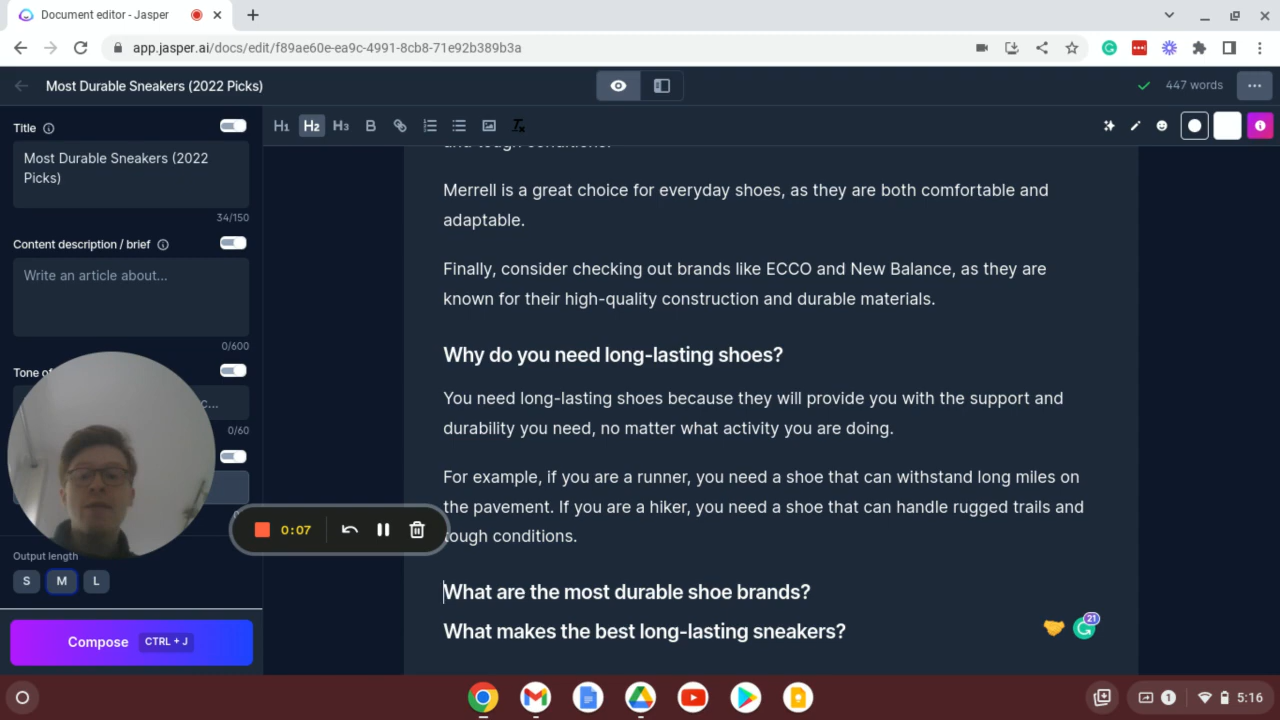 Document editor - Jasper
app.jasper.ai/docs/edit/f89ae60e-ea9c-4991-8cb8-71e92b389b3a
Most Durable Sneakers (2022 Picks)
447 words
Title
H1 H2 H3 B
Most Durable Sneakers (2022
Picks)
34/150
Content description / brief
Write an article about...
0/600
Tone of
c...
0/60
Merrell is a great choice for everyday shoes, as they are both comfortable and
adaptable.
Finally, consider checking out brands like ECCO and New Balance, as they are
known for their high-quality construction and durable materials.
Why do you need long-lasting shoes?
You need long-lasting shoes because they will provide you with the support and
durability you need, no matter what activity you are doing.
For example, if you are a runner, you need a shoe that can withstand long miles on
the pavement. If you are a hiker, you need a shoe that can handle rugged trails and
tough conditions.
0:07
What are the most durable shoe brands?
What makes the best long-lasting sneakers?
21
Output length
S M L
Compose CTRL + J
1
5:16